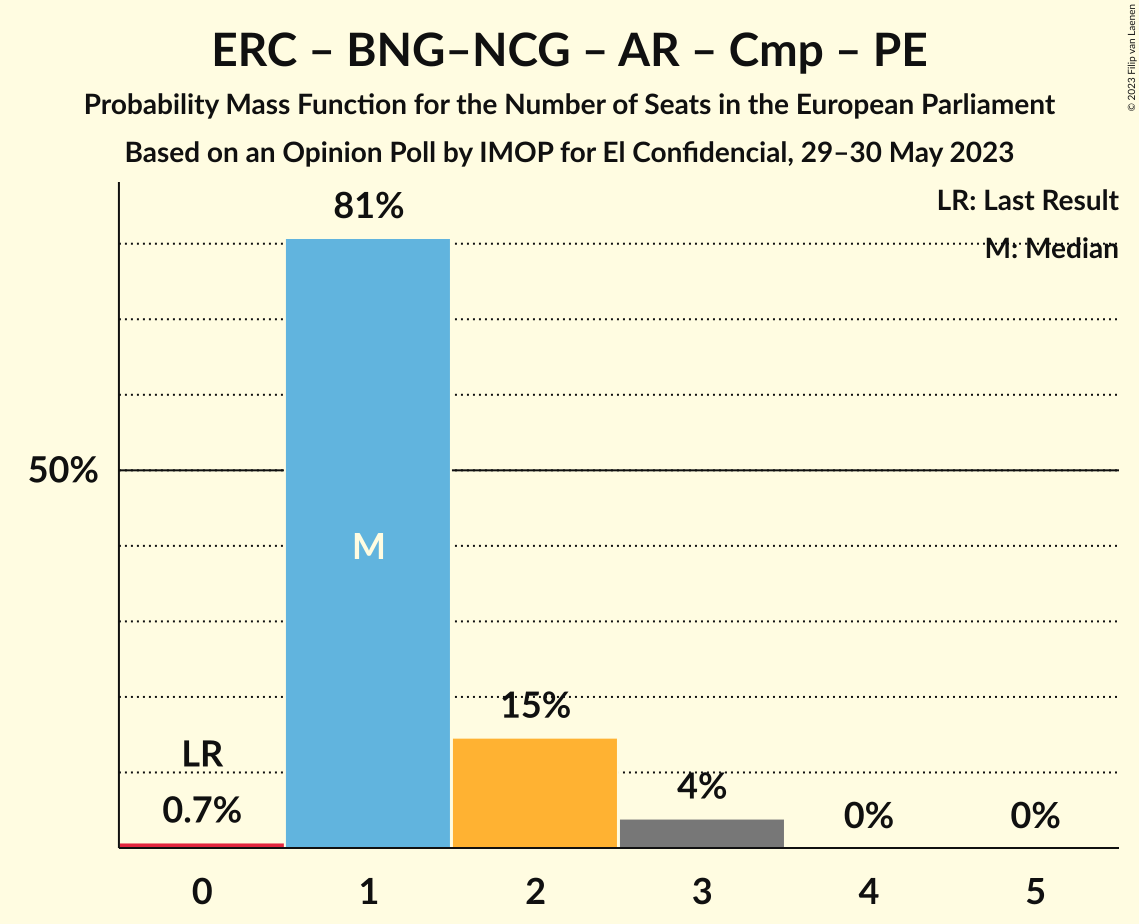 ERC – BNG–NCG – AR – Cmp – PE
Probability Mass Function for the Number of Seats in the European Parliament
Based on an Opinion Poll by IMOP for El Confidencial, 29–30 May 2023
© 2023 Filip van Laenen
LR: Last Result
M: Median
81%
50%
M
15%
LR
4%
0.7%
0%
0%
0
1
2
3
4
5